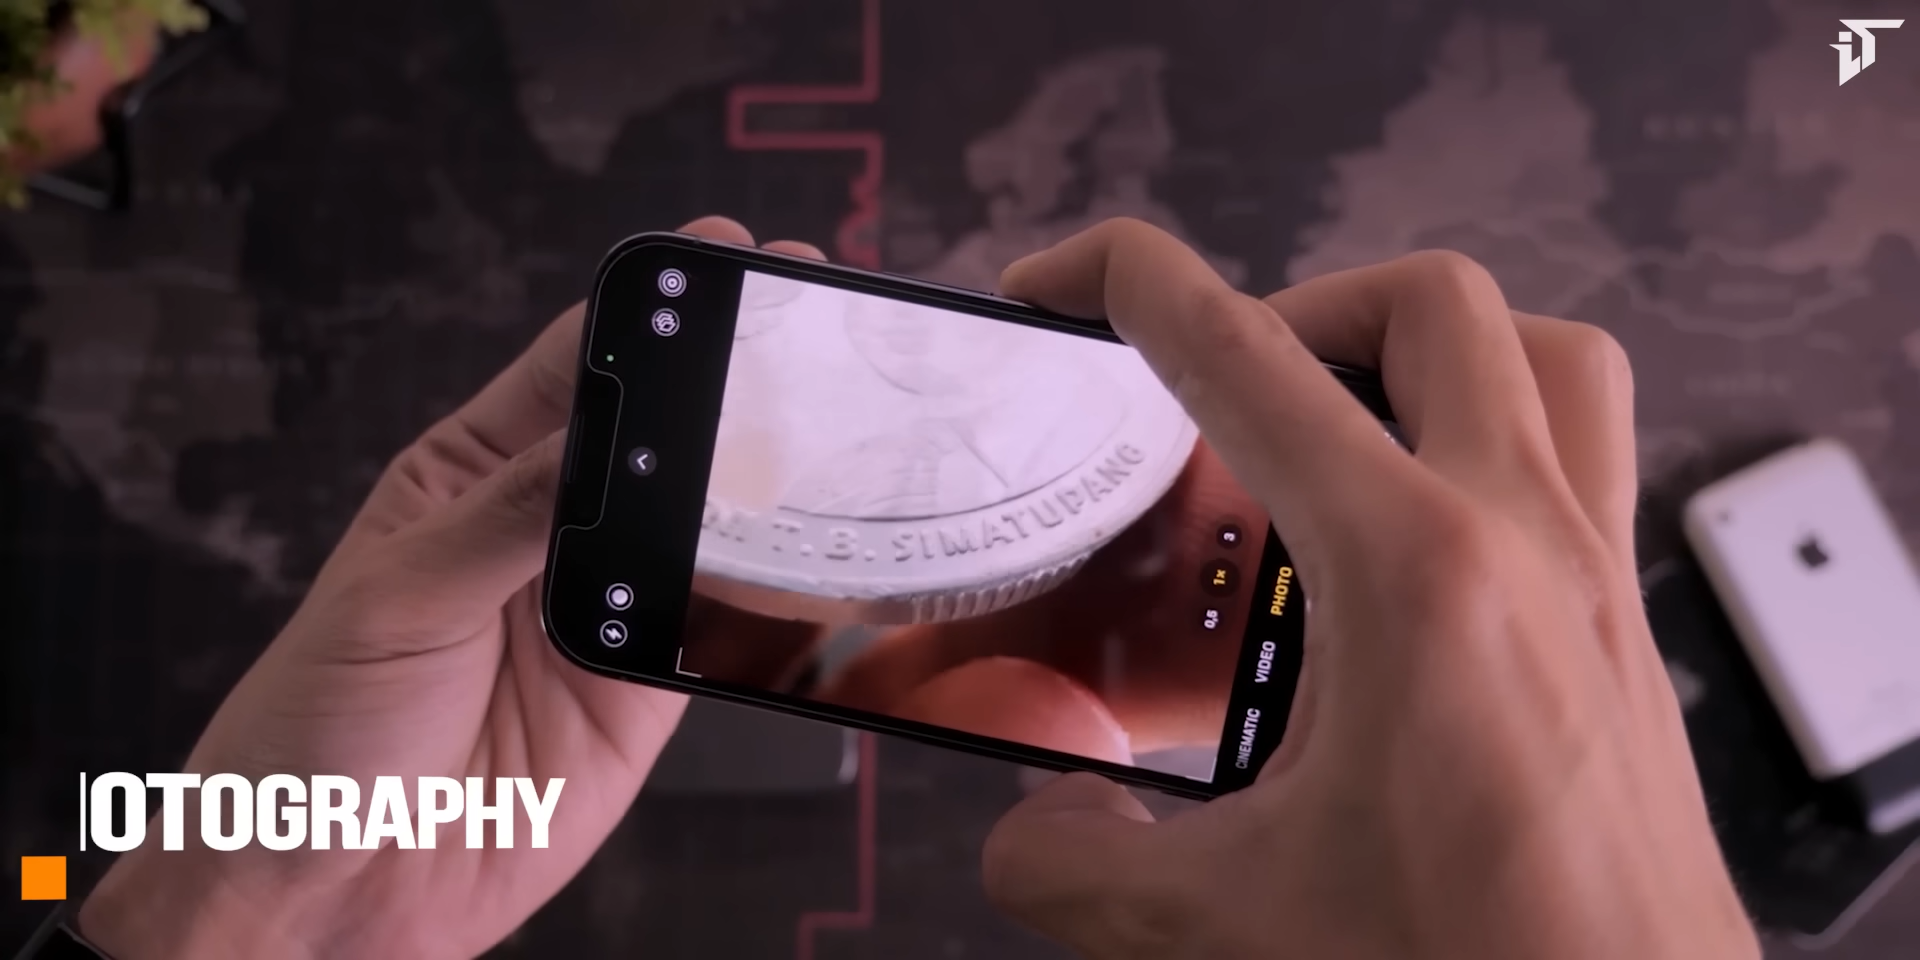 T.B. SIMATUPANG
3
1×
0,5
PHOTO
VIDEO
CINEMATIC
OTOGRAPHY